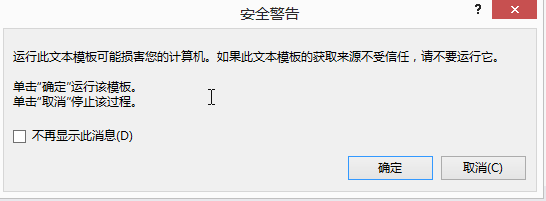 安全警告
?
运行此文本模板可能损害您的计算机。如果此文本模板的获取来源不受信任，请不要运行它。
单击“确定”运行该模板。
单击“取消”停止该过程。
不再显示此消息(D)
确定
取消(C)